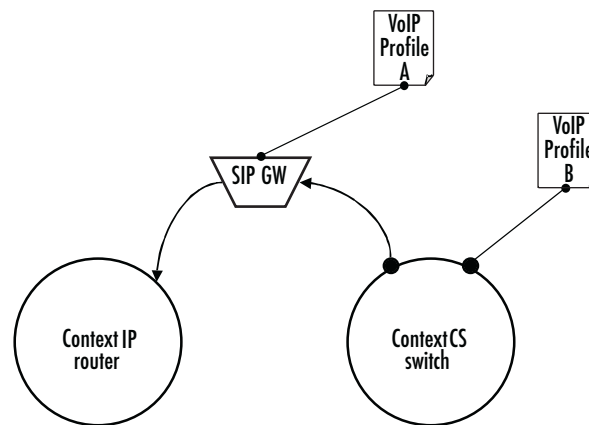 VoIP
Profile
A
VoIP
Profile
B
SIP GW
Context IP
router
Context CS
switch